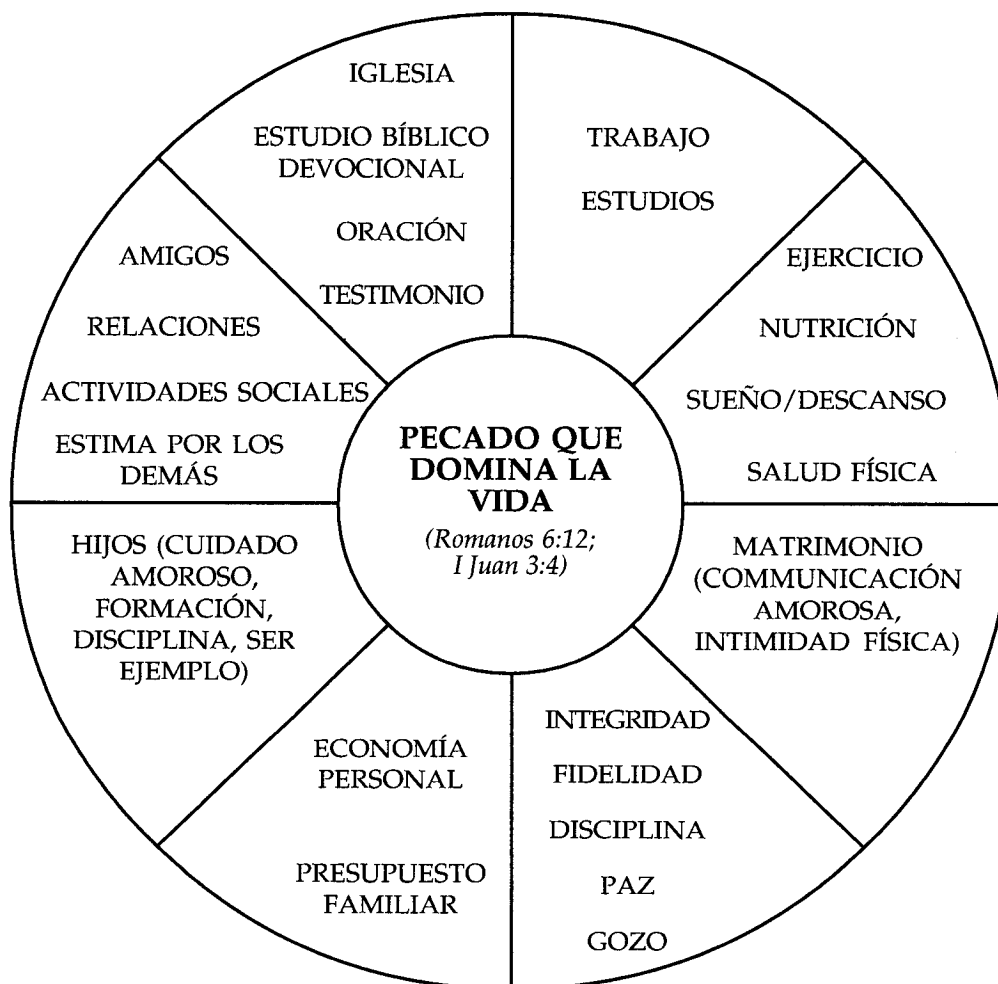 IGLESIA
ESTUDIO BÍBLICO
DEVOCIONAL
ORACIÓN
TESTIMONIO
TRABAJO
ESTUDIOS
EJERCICIO
NUTRICIÓN
SUEÑO/DESCANSO
SALUD FÍSICA
AMIGOS
RELACIONES
ACTIVIDADES SOCIALES
ESTIMA POR LOS
DEMÁS
PECADO QUE
DOMINA LA
VIDA
(Romanos 6:12;
I Juan 3:4)
HIJOS (CUIDADO
AMOROSO,
FORMACIÓN,
DISCIPLINA, SER
EJEMPLO)
MATRIMONIO
(COMMUNICACIÓN
AMOROSA,
INTIMIDAD FÍSICA)
ECONOMÍA
PERSONAL
PRESUPUESTO
FAMILIAR
INTEGRIDAD
FIDELIDAD
DISCIPLINA
PAZ
GOZO